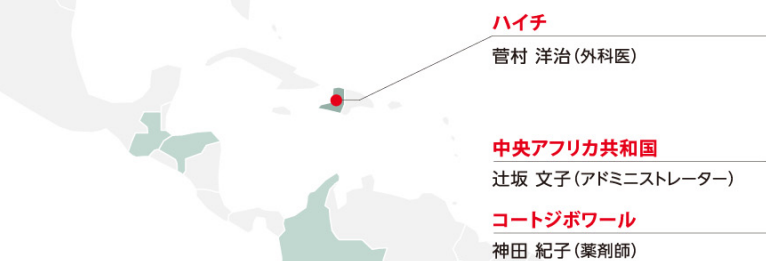 ハイチ
菅村 洋治（外科医）
中央アフリカ共和国
辻坂 文子（アドミニストレーター）
コートジボワール
神田 紀子（薬剤師）